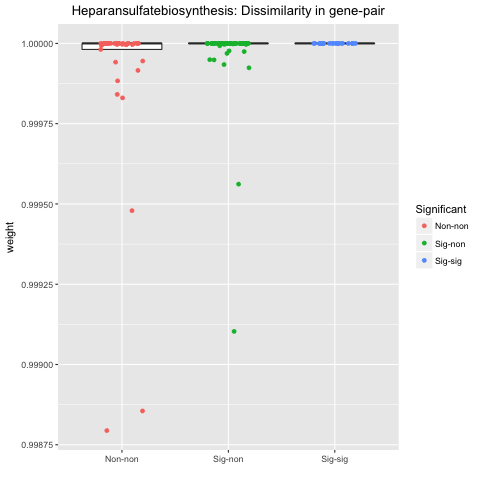 Heparansulfatebiosynthesis: Dissimilarity in gene-pair
1.00000
0.99975
0.99950
0.99925
0.99900
0.99875
weight
Non-non
Sig-non
Sig-sig
Significant
Non-non
Sig-non
Sig-sig